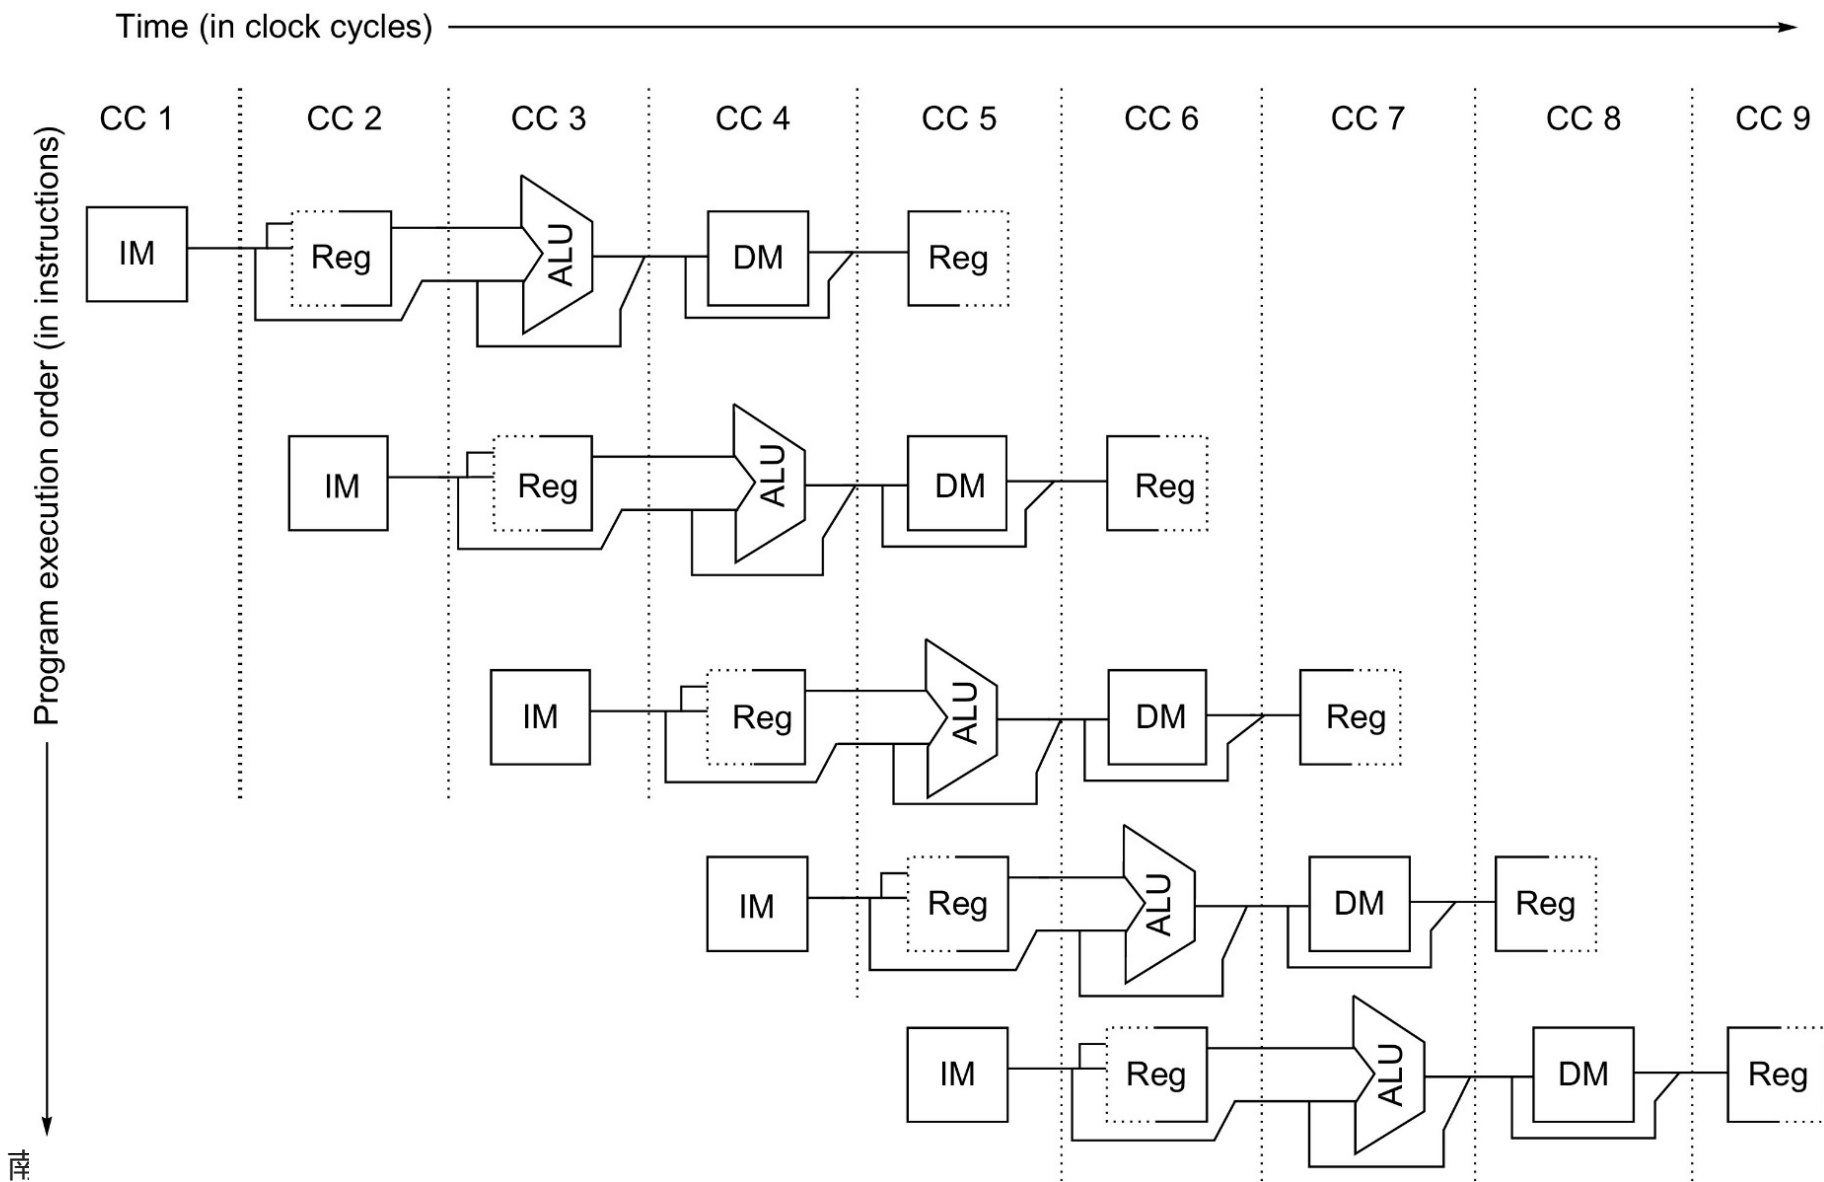 Time (in clock cycles)
CC 1 CC 2 CC 3 CC 4 CC 5 CC 6 CC 7 CC 8 CC 9
Program execution order (in instructions)
IM Reg ALU DM Reg
IM Reg ALU DM Reg
IM Reg ALU DM Reg
IM Reg ALU DM Reg
IM Reg ALU DM Reg